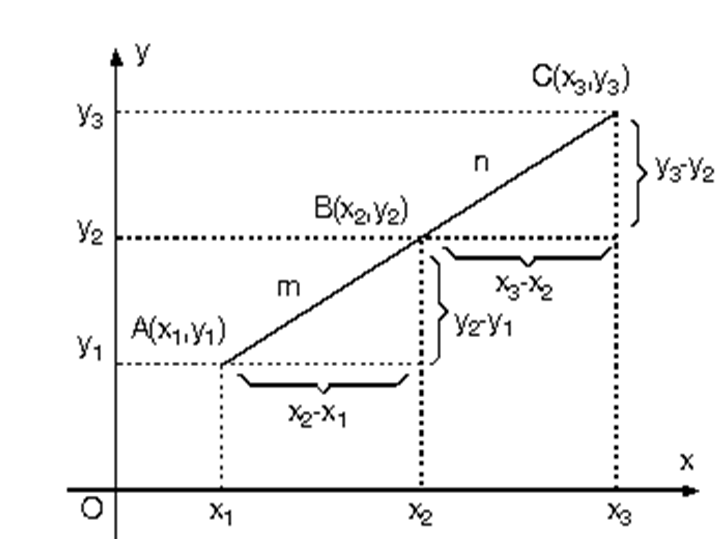 y
C(x₃,y₃)
y₃
n
y₃-y₂
B(x₂,y₂)
y₂
m
x₃-x₂
A(x₁,y₁)
y₂-y₁
y₁
x₂-x₁
x
O
x₁
x₂
x₃